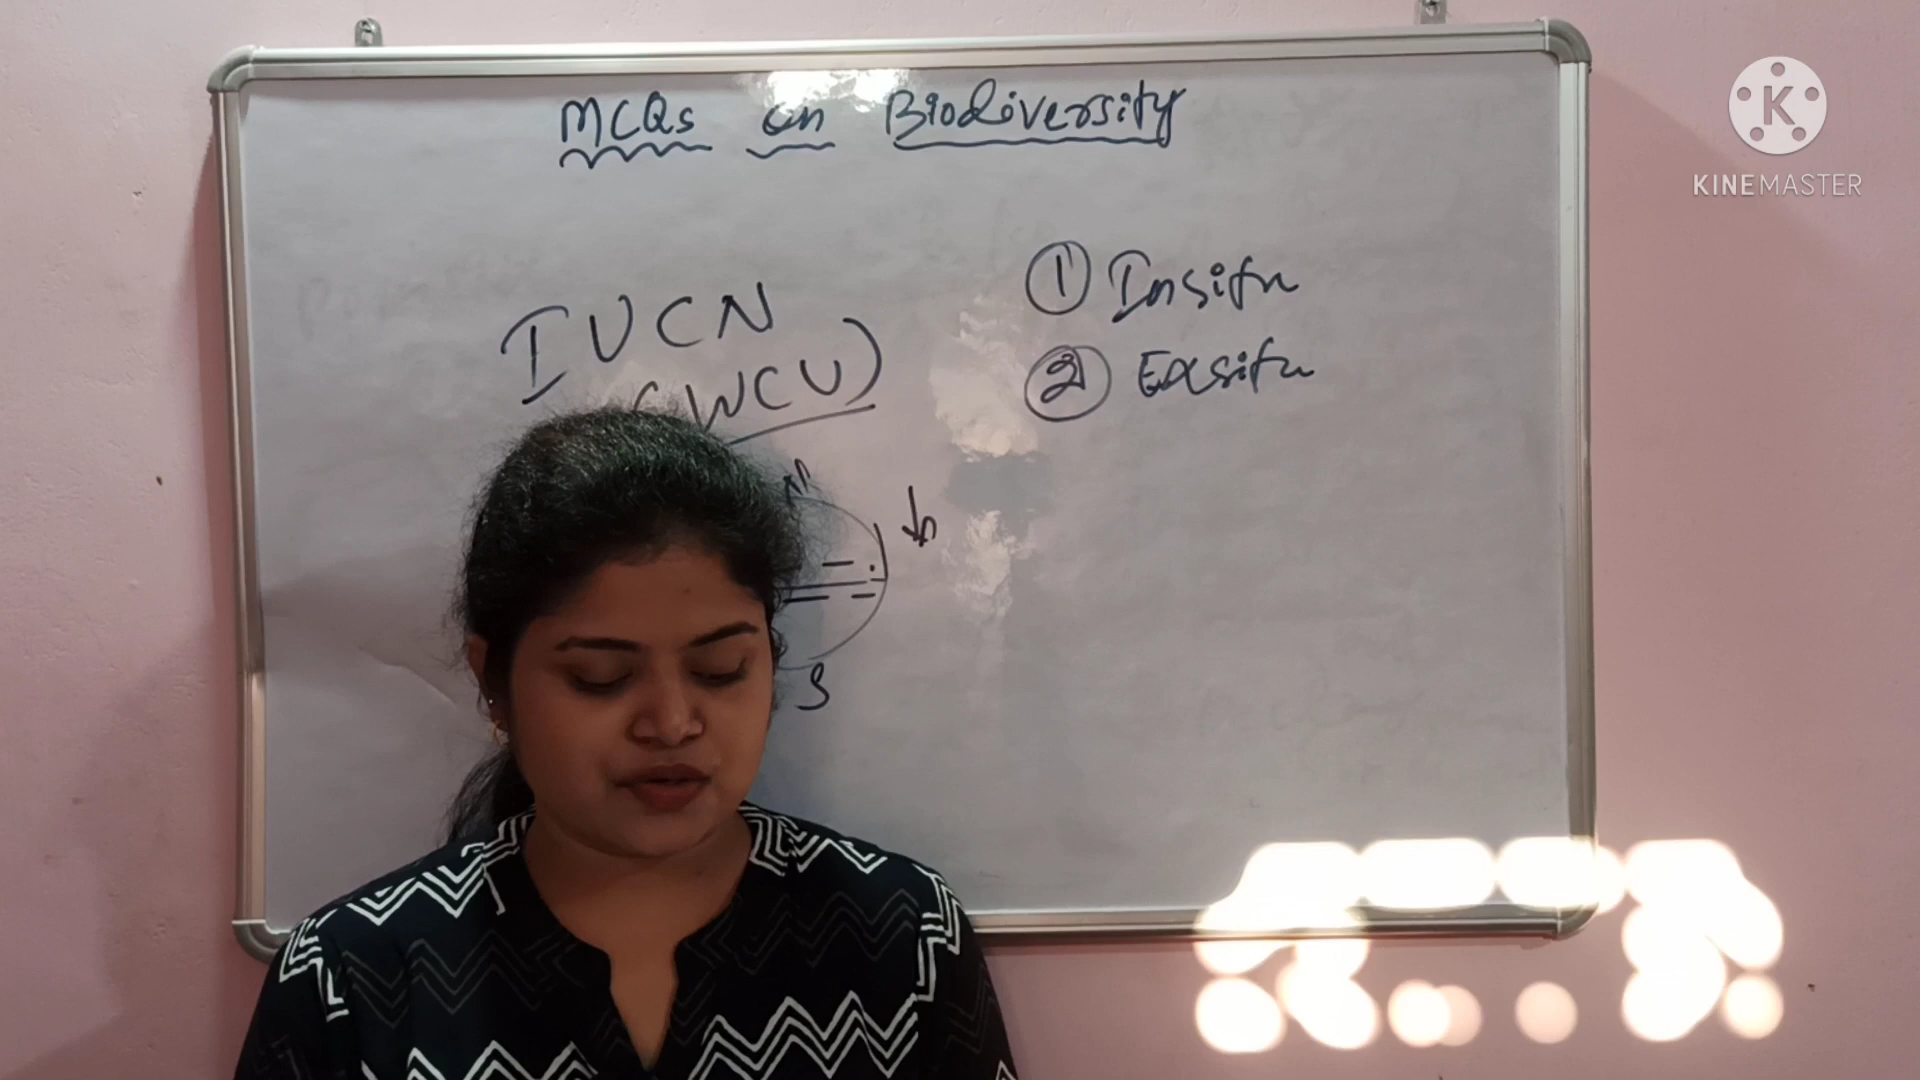 MCQs on Biodiversity
IUCN
(WCU)
① Insitu
② Exsitu
n
S
K
KINEMASTER